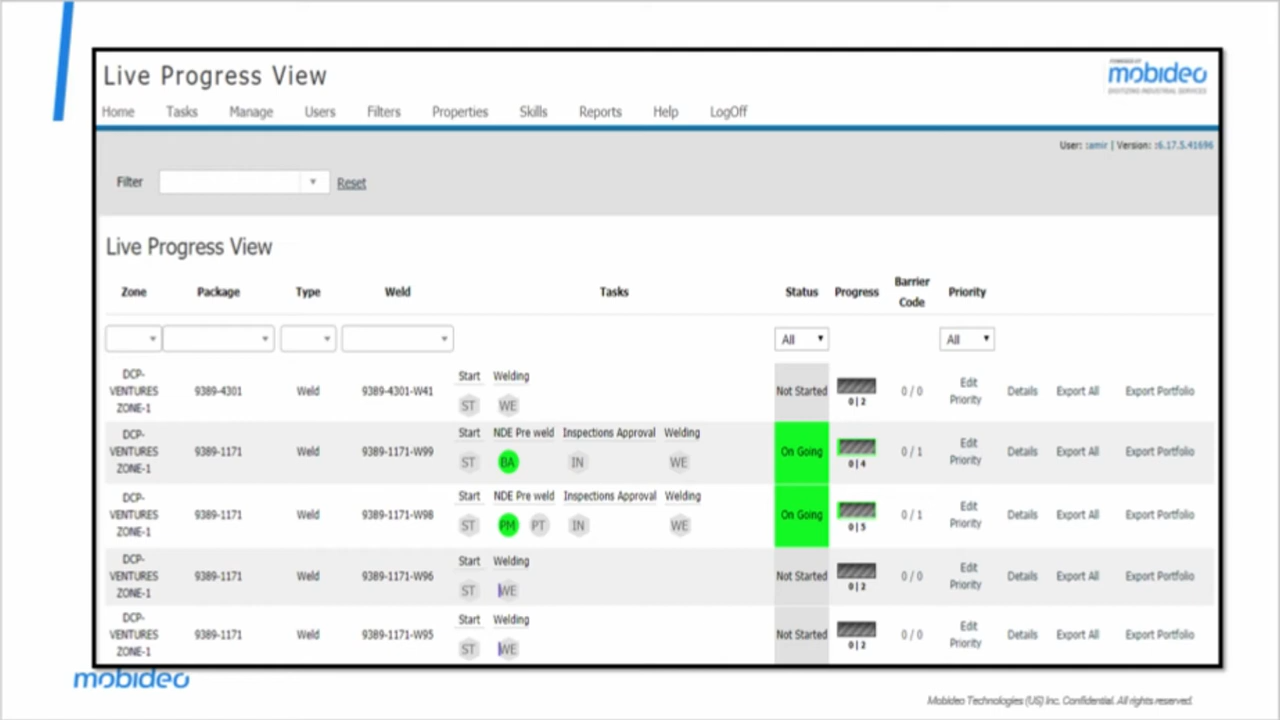 Live Progress View
mobideo
DIGITIZING INDUSTRIAL SERVICES
Home Tasks Manage Users Filters Properties Skills Reports Help LogOff
User: :amir | Version: :6.17.5.41696
Filter Reset
Live Progress View
Zone Package Type Weld Tasks Status Progress Barrier Code Priority
All All
DCP-VENTURES ZONE-1 9389-4301 Weld 9389-4301-W41 Start Welding ST WE Not Started 0|2 0 / 0 Edit Priority Details Export All Export Portfolio
DCP-VENTURES ZONE-1 9389-1171 Weld 9389-1171-W99 Start NDE Pre weld Inspections Approval Welding ST BA IN WE On Going 0|4 0 / 1 Edit Priority Details Export All Export Portfolio
DCP-VENTURES ZONE-1 9389-1171 Weld 9389-1171-W98 Start NDE Pre weld Inspections Approval Welding ST PM PT IN WE On Going 0|5 0 / 1 Edit Priority Details Export All Export Portfolio
DCP-VENTURES ZONE-1 9389-1171 Weld 9389-1171-W96 Start Welding ST WE Not Started 0|2 0 / 0 Edit Priority Details Export All Export Portfolio
DCP-VENTURES ZONE-1 9389-1171 Weld 9389-1171-W95 Start Welding ST WE Not Started 0|2 0 / 0 Edit Priority Details Export All Export Portfolio
mobideo
Mobideo Technologies (US) Inc. Confidential. All rights reserved.